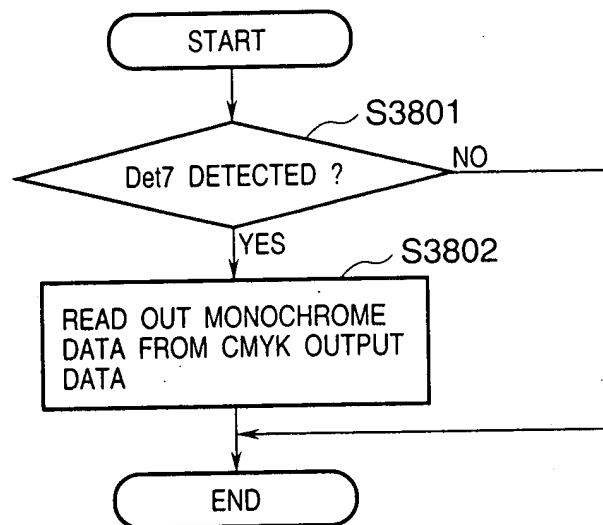 START
S3801
Det7 DETECTED ?
NO
YES
S3802
READ OUT MONOCHROME
DATA FROM CMYK OUTPUT
DATA
END